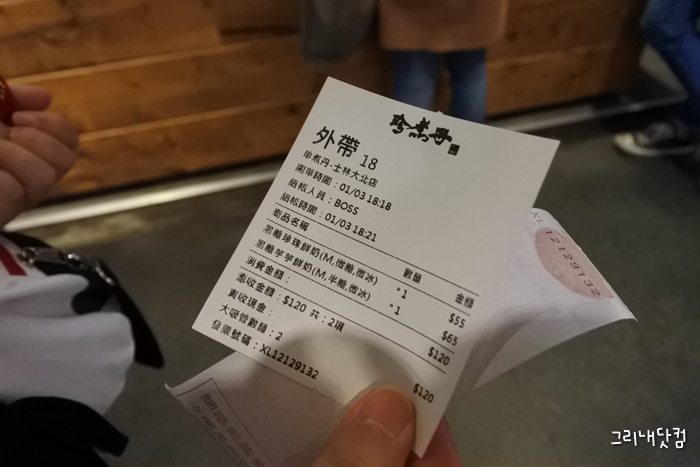 珍煮丹
外帶 18
珍煮丹-士林大北店
開單時間：01/03 18:18
結帳人員：BOSS
結帳時間：01/03 18:21
商品名稱 數量 金額
黑糖珍珠鮮奶(M,微糖,微冰) *1 $55
黑糖芋芋鮮奶(M,半糖,微冰) *1 $65
消費金額： $120
應收金額：$120 共：2項
實收現金： $120
大吸管數量：2
發票號碼：XL12129132
XL12129132
그리내닷컴